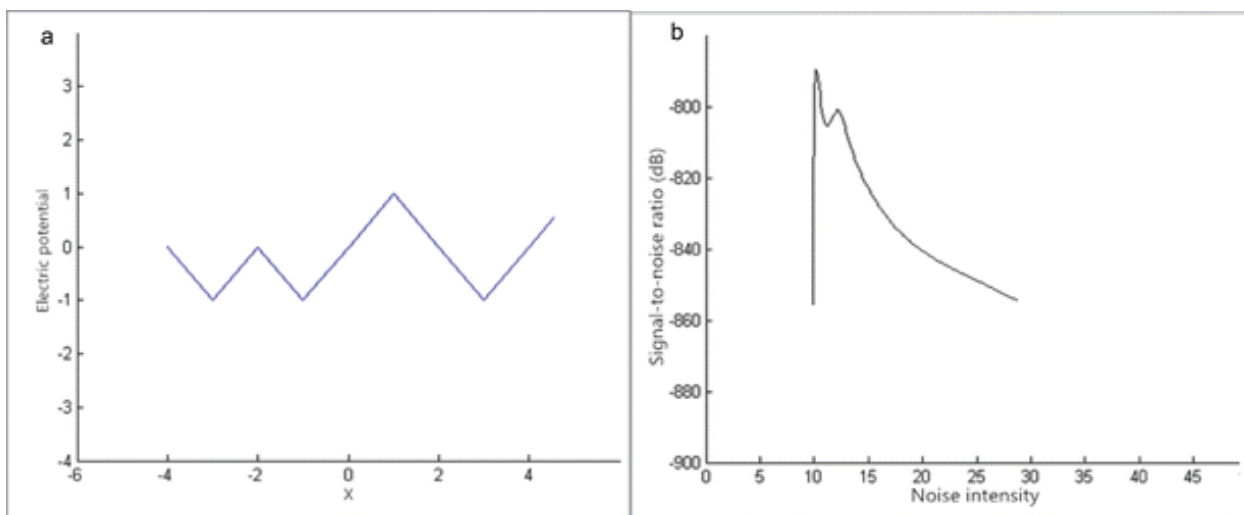 a
3
2
1
0
-1
-2
-3
-4
Electric potential
-6 -4 -2 0 2 4
X
b
-800
-820
-840
-860
-880
-900
Signal-to-noise ratio (dB)
0 5 10 15 20 25 30 35 40 45
Noise intensity